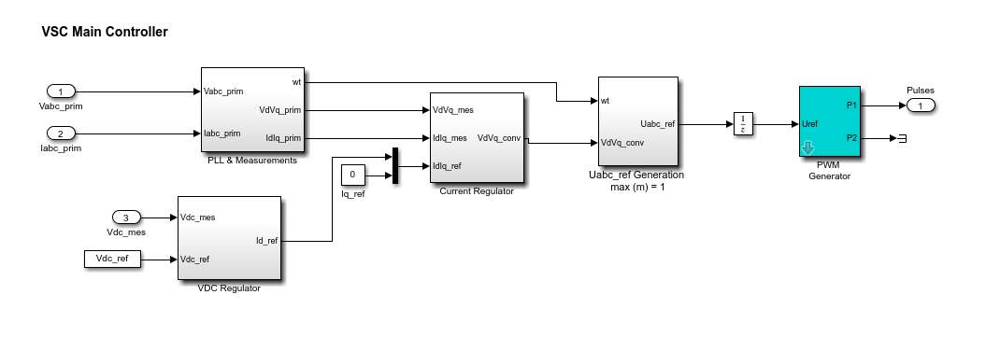 VSC Main Controller
1
Vabc_prim
2
Iabc_prim
Vabc_prim
Iabc_prim
wt
VdVq_prim
IdIq_prim
PLL & Measurements
3
Vdc_mes
Vdc_ref
Vdc_mes
Vdc_ref
Id_ref
VDC Regulator
0
Iq_ref
VdVq_mes
IdIq_mes
IdIq_ref
VdVq_conv
Current Regulator
wt
VdVq_conv
Uabc_ref
Uabc_ref Generation
max (m) = 1
1
z
Uref
P1
P2
PWM
Generator
Pulses
1